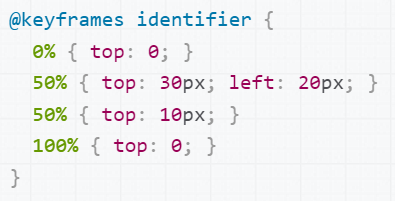 @keyframes identifier {
  0% { top: 0; }
  50% { top: 30px; left: 20px; }
  50% { top: 10px; }
  100% { top: 0; }
}